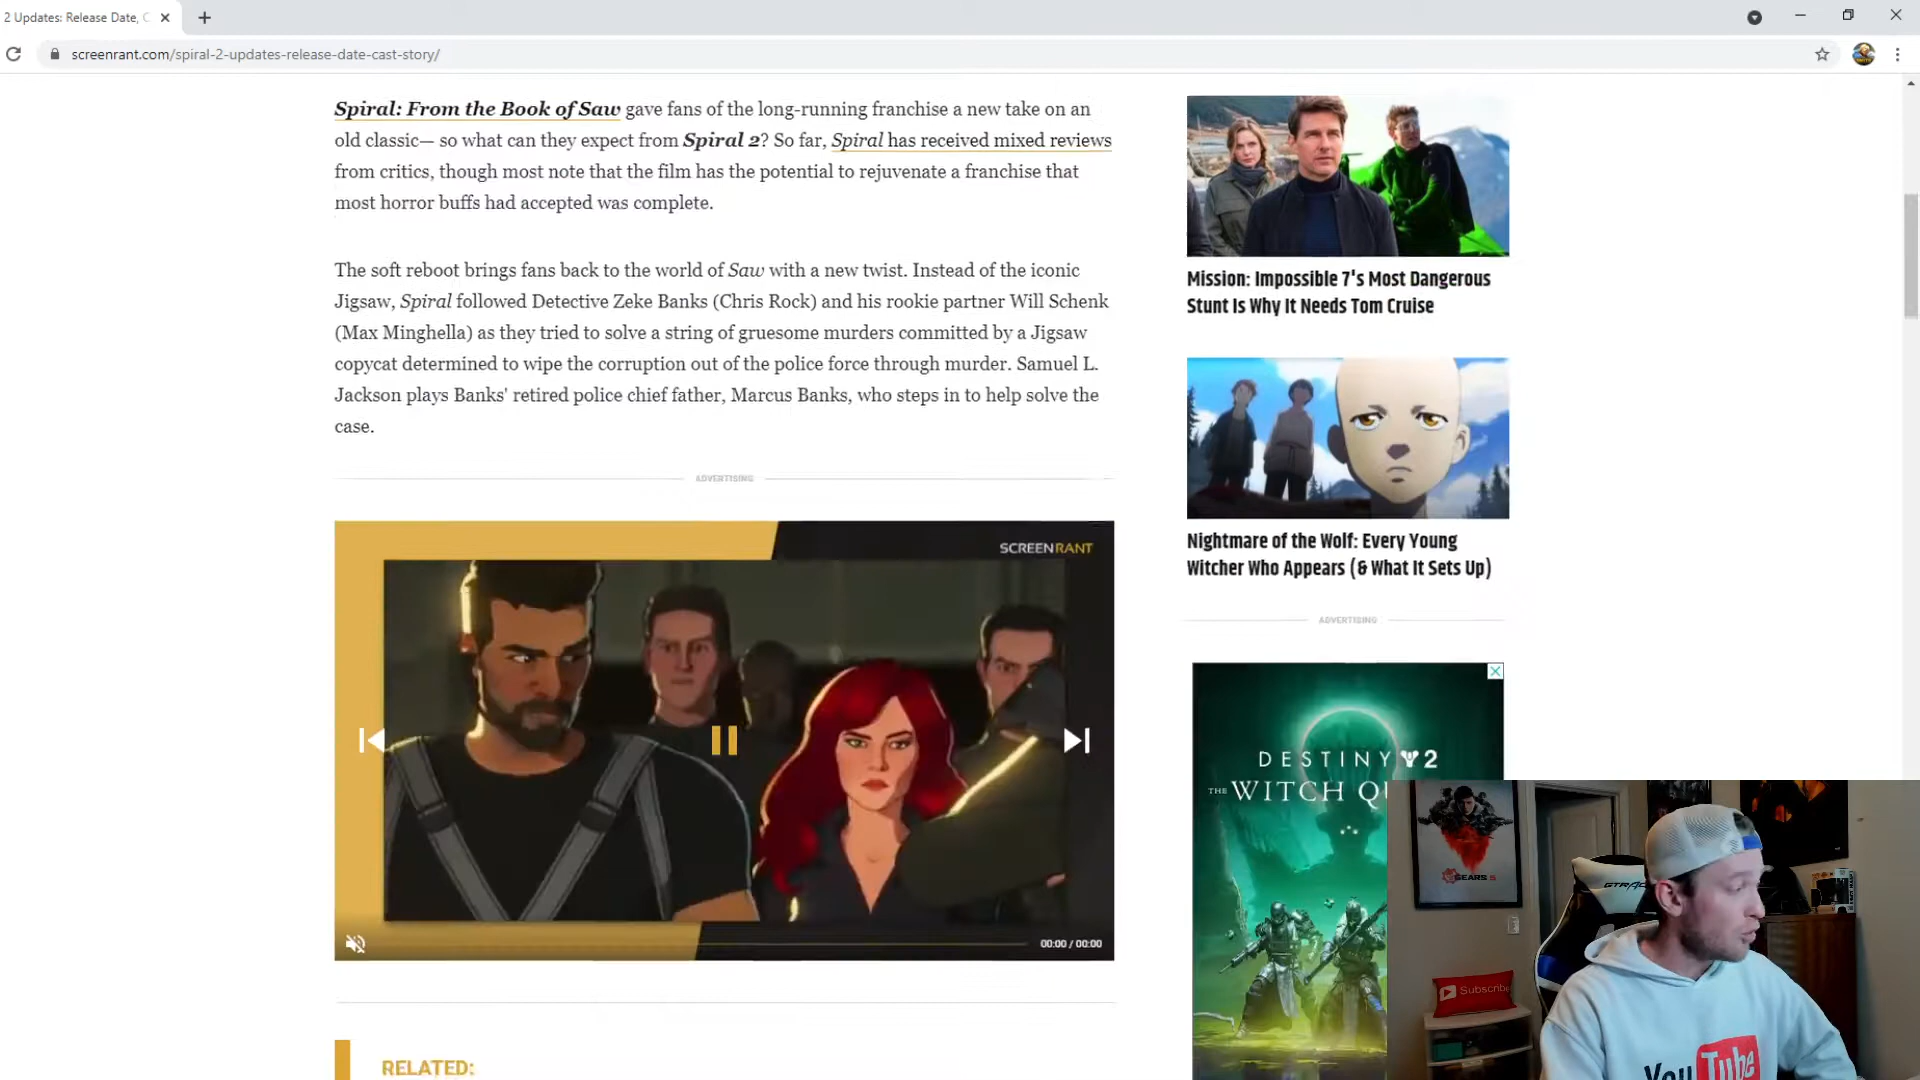 2 Updates: Release Date, C
screenrant.com/spiral-2-updates-release-date-cast-story/
Spiral: From the Book of Saw gave fans of the long-running franchise a new take on an
old classic— so what can they expect from Spiral 2? So far, Spiral has received mixed reviews
from critics, though most note that the film has the potential to rejuvenate a franchise that
most horror buffs had accepted was complete.
The soft reboot brings fans back to the world of Saw with a new twist. Instead of the iconic
Jigsaw, Spiral followed Detective Zeke Banks (Chris Rock) and his rookie partner Will Schenk
(Max Minghella) as they tried to solve a string of gruesome murders committed by a Jigsaw
copycat determined to wipe the corruption out of the police force through murder. Samuel L.
Jackson plays Banks' retired police chief father, Marcus Banks, who steps in to help solve the
case.
ADVERTISING
SCREENRANT
00:00 / 00:00
RELATED:
Mission: Impossible 7's Most Dangerous
Stunt Is Why It Needs Tom Cruise
Nightmare of the Wolf: Every Young
Witcher Who Appears (& What It Sets Up)
ADVERTISING
DESTINY 2
THE WITCH QU
GEARS 5
Subscribe
YouTube